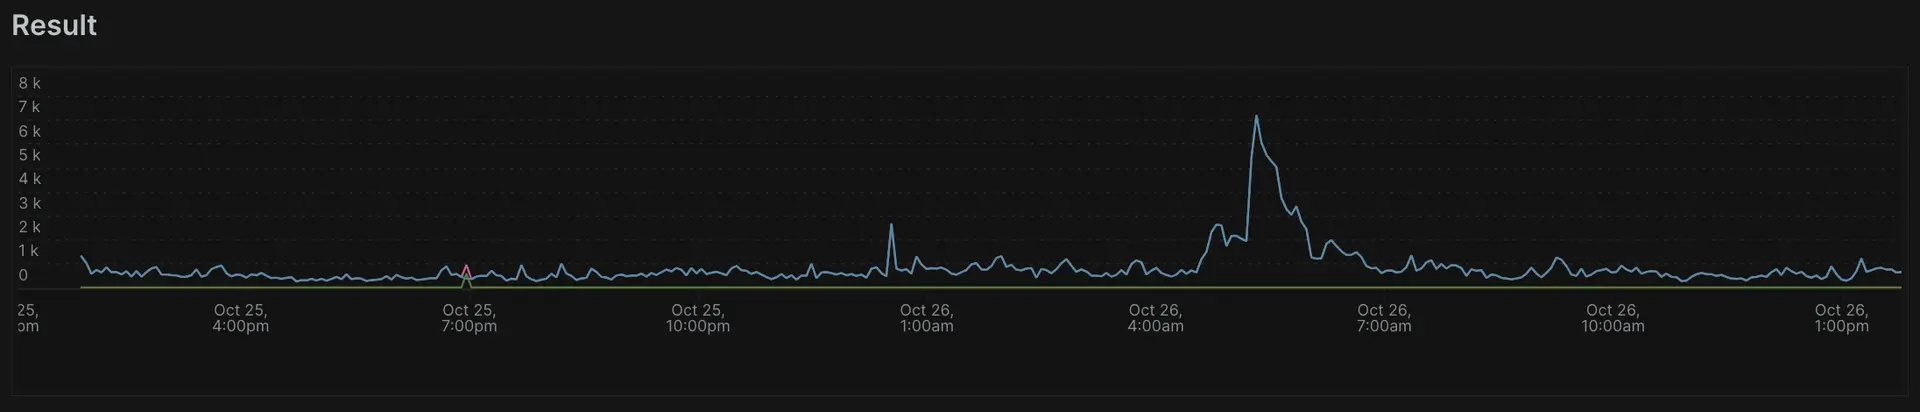 Result
8 k
7 k
6 k
5 k
4 k
3 k
2 k
1 k
0
25,
pm
Oct 25,
4:00pm
Oct 25,
7:00pm
Oct 25,
10:00pm
Oct 26,
1:00am
Oct 26,
4:00am
Oct 26,
7:00am
Oct 26,
10:00am
Oct 26,
1:00pm